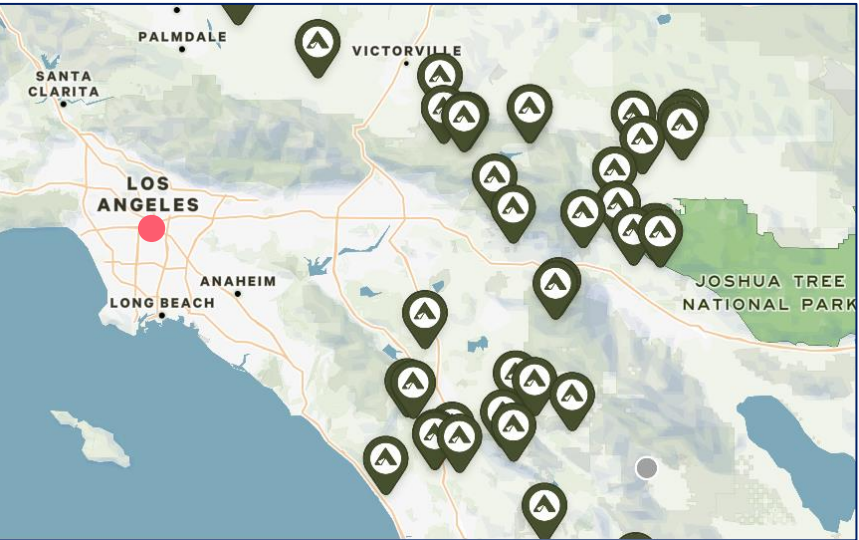 PALMDALE
VICTORVILLE
SANTA
CLARITA
LOS
ANGELES
ANAHEIM
JOSHUA TREE
NATIONAL PARK
LONG BEACH